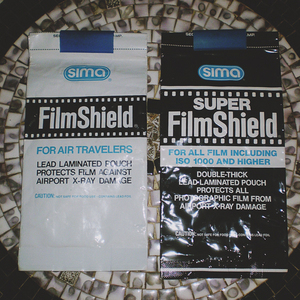 sima
FilmShield
FOR AIR TRAVELERS
LEAD LAMINATED POUCH
PROTECTS FILM AGAINST
AIRPORT X-RAY DAMAGE
CAUTION:
sima
SUPER
FilmShield
FOR ALL FILM INCLUDING
ISO 1000 AND HIGHER
DOUBLE-THICK
LEAD-LAMINATED POUCH
PROTECTS ALL
PHOTOGRAPHIC FILM FROM
AIRPORT X-RAY DAMAGE